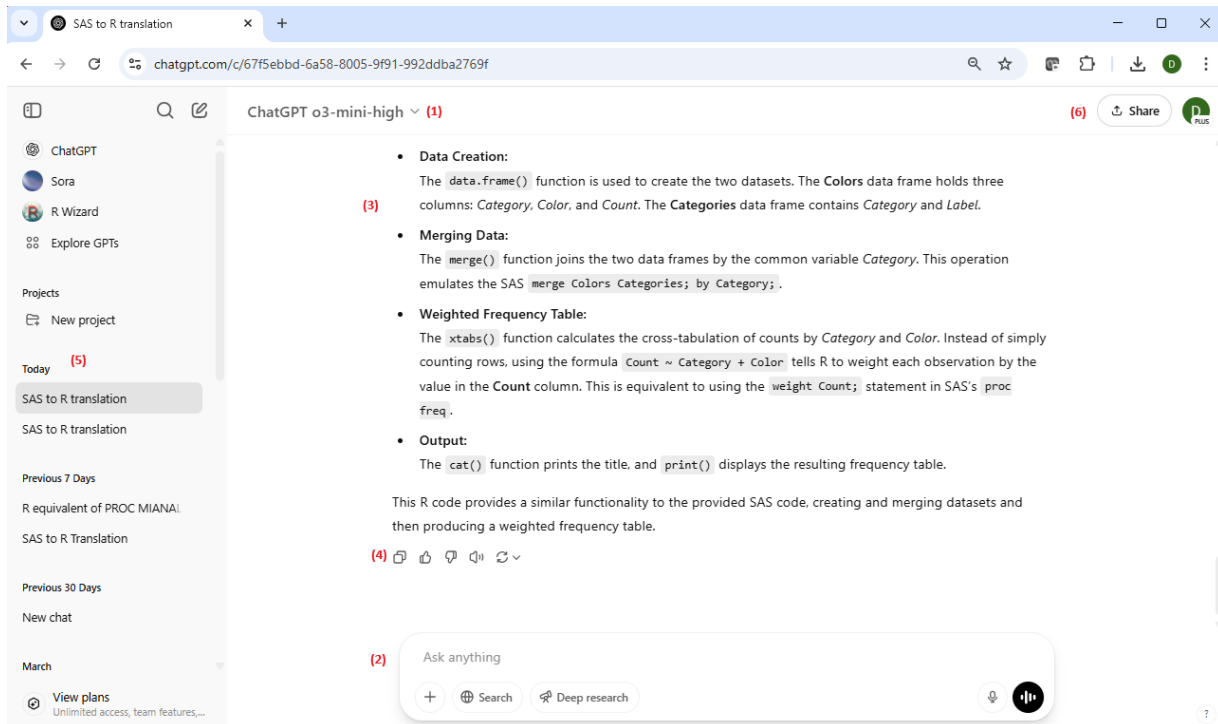 SAS to R translation
chatgpt.com/c/67f5ebbd-6a58-8005-9f91-992ddba2769f
D
ChatGPT o3-mini-high (1)
(6) Share
D
PLUS
ChatGPT
Sora
R Wizard
Explore GPTs
Projects
New project
(5)
Today
SAS to R translation
SAS to R translation
Previous 7 Days
R equivalent of PROC MIANAL
SAS to R Translation
Previous 30 Days
New chat
March
View plans
Unlimited access, team features,...
(3)
• Data Creation:
The data.frame() function is used to create the two datasets. The Colors data frame holds three
columns: Category, Color, and Count. The Categories data frame contains Category and Label.
• Merging Data:
The merge() function joins the two data frames by the common variable Category. This operation
emulates the SAS merge Colors Categories; by Category; .
• Weighted Frequency Table:
The xtabs() function calculates the cross-tabulation of counts by Category and Color. Instead of simply
counting rows, using the formula Count ~ Category + Color tells R to weight each observation by the
value in the Count column. This is equivalent to using the weight Count; statement in SAS's proc
freq .
• Output:
The cat() function prints the title, and print() displays the resulting frequency table.
This R code provides a similar functionality to the provided SAS code, creating and merging datasets and
then producing a weighted frequency table.
(4)
(2)
Ask anything
Search Deep research
?